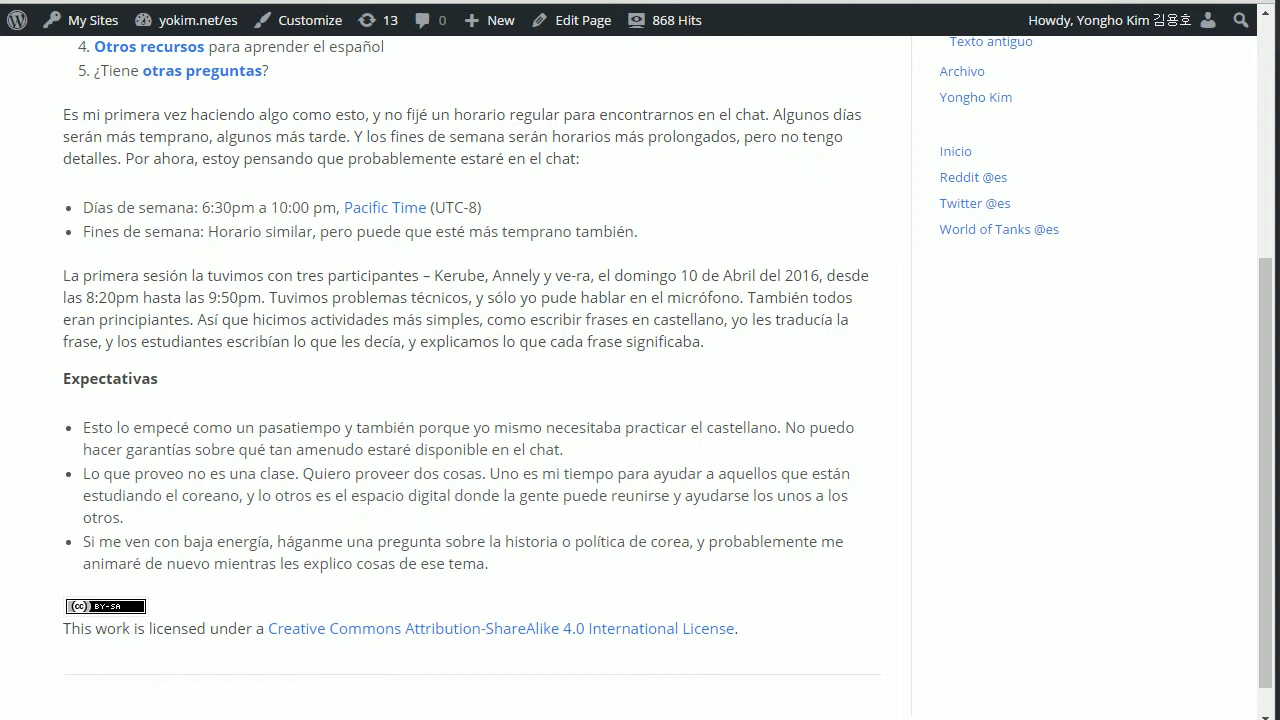 My Sites yokim.net/es Customize 13 0 New Edit Page 868 Hits Howdy, Yongho Kim 김용호
4. Otros recursos para aprender el español
5. ¿Tiene otras preguntas?
Es mi primera vez haciendo algo como esto, y no fijé un horario regular para encontrarnos en el chat. Algunos días
serán más temprano, algunos más tarde. Y los fines de semana serán horarios más prolongados, pero no tengo
detalles. Por ahora, estoy pensando que probablemente estaré en el chat:
• Días de semana: 6:30pm a 10:00 pm, Pacific Time (UTC-8)
• Fines de semana: Horario similar, pero puede que esté más temprano también.
La primera sesión la tuvimos con tres participantes – Kerube, Annely y ve-ra, el domingo 10 de Abril del 2016, desde
las 8:20pm hasta las 9:50pm. Tuvimos problemas técnicos, y sólo yo pude hablar en el micrófono. También todos
eran principiantes. Así que hicimos actividades más simples, como escribir frases en castellano, yo les traducía la
frase, y los estudiantes escribían lo que les decía, y explicamos lo que cada frase significaba.
Expectativas
• Esto lo empecé como un pasatiempo y también porque yo mismo necesitaba practicar el castellano. No puedo
hacer garantías sobre qué tan amenudo estaré disponible en el chat.
• Lo que proveo no es una clase. Quiero proveer dos cosas. Uno es mi tiempo para ayudar a aquellos que están
estudiando el coreano, y lo otros es el espacio digital donde la gente puede reunirse y ayudarse los unos a los
otros.
• Si me ven con baja energía, háganme una pregunta sobre la historia o política de corea, y probablemente me
animaré de nuevo mientras les explico cosas de ese tema.
(cc) BY-SA
This work is licensed under a Creative Commons Attribution-ShareAlike 4.0 International License.
Texto antiguo
Archivo
Yongho Kim
Inicio
Reddit @es
Twitter @es
World of Tanks @es